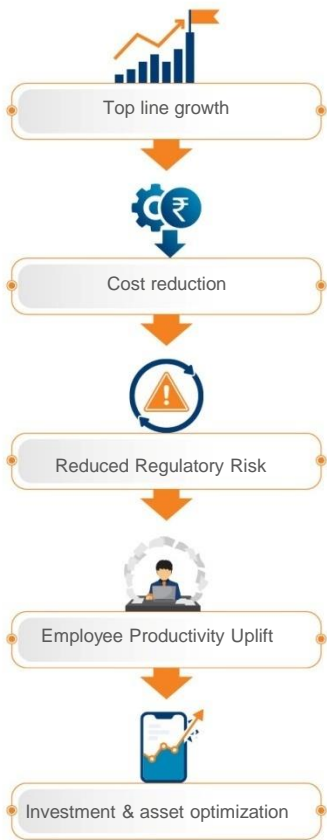 Top line growth
₹
Cost reduction
Reduced Regulatory Risk
Employee Productivity Uplift
Investment & asset optimization